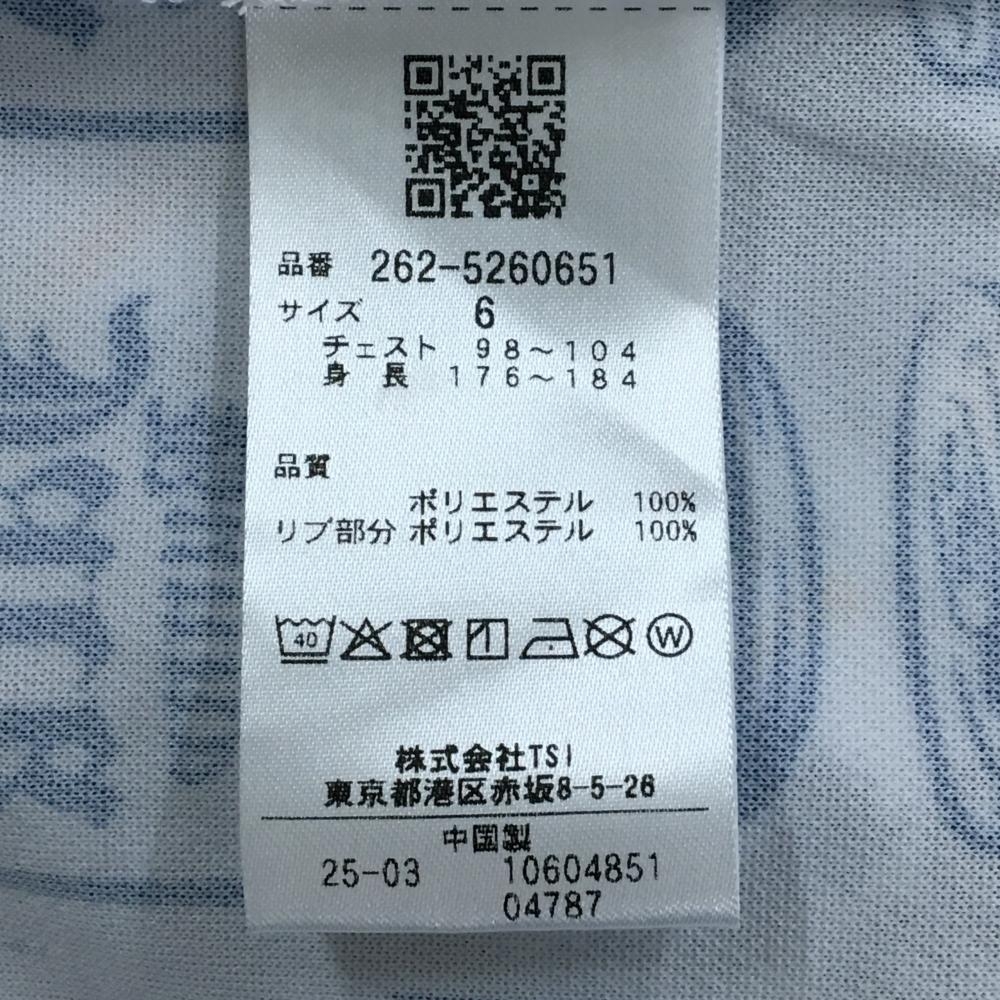 品番 262-5260651
サイズ 6
チェスト 98~104
身長 176~184
品質
ポリエステル 100%
リブ部分 ポリエステル 100%
40 W
株式会社TSI
東京都港区赤坂8-5-26
中国製
25-03 10604851
04787